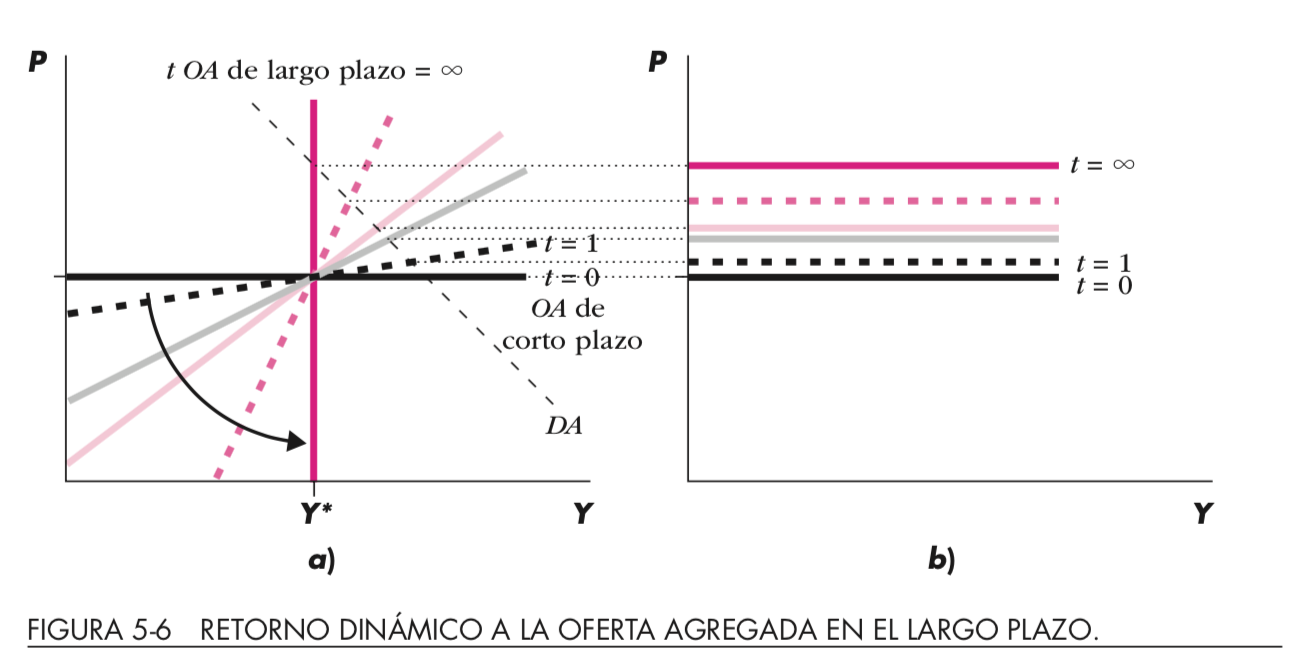 P
t OA de largo plazo = ∞
t = 1
t = 0
OA de
corto plazo
DA
Y*
Y
a)
P
t = ∞
t = 1
t = 0
Y
b)
FIGURA 5-6 RETORNO DINÁMICO A LA OFERTA AGREGADA EN EL LARGO PLAZO.